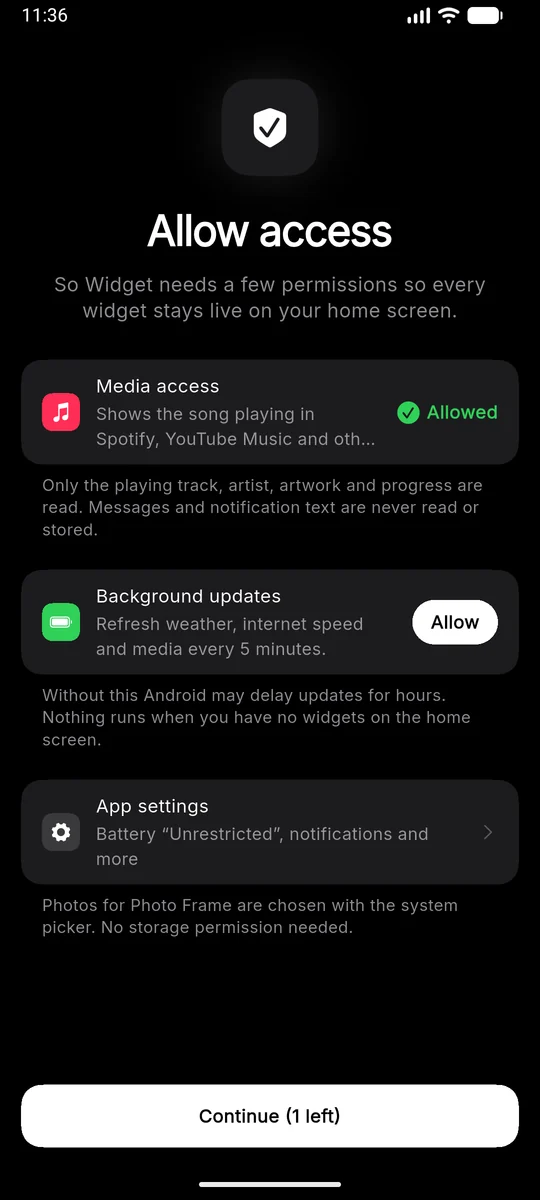 11:36
Allow access
So Widget needs a few permissions so every
widget stays live on your home screen.
Media access
Shows the song playing in
Spotify, YouTube Music and oth...
Allowed
Only the playing track, artist, artwork and progress are
read. Messages and notification text are never read or
stored.
Background updates
Refresh weather, internet speed
and media every 5 minutes.
Allow
Without this Android may delay updates for hours.
Nothing runs when you have no widgets on the home
screen.
App settings
Battery “Unrestricted”, notifications and
more
Photos for Photo Frame are chosen with the system
picker. No storage permission needed.
Continue (1 left)